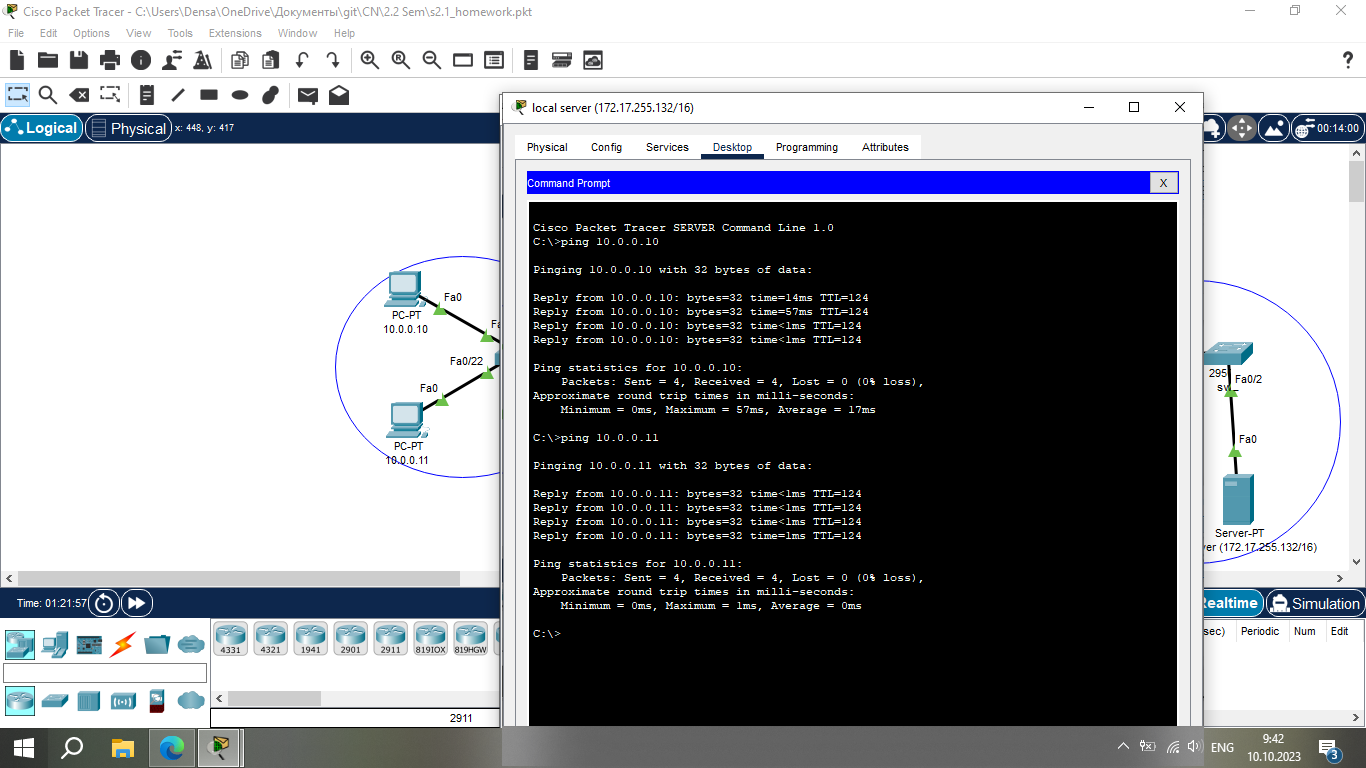 Cisco Packet Tracer - C:\Users\Densa\OneDrive\Документы\git\CN\2.2 Sem\s2.1_homework.pkt
File Edit Options View Tools Extensions Window Help
Logical Physical x: 448, y: 417
00:14:00
local server (172.17.255.132/16)
Physical Config Services Desktop Programming Attributes
Command Prompt X
Cisco Packet Tracer SERVER Command Line 1.0
C:\>ping 10.0.0.10
Pinging 10.0.0.10 with 32 bytes of data:
Reply from 10.0.0.10: bytes=32 time=14ms TTL=124
Reply from 10.0.0.10: bytes=32 time=57ms TTL=124
Reply from 10.0.0.10: bytes=32 time<1ms TTL=124
Reply from 10.0.0.10: bytes=32 time<1ms TTL=124
Ping statistics for 10.0.0.10:
Packets: Sent = 4, Received = 4, Lost = 0 (0% loss),
Approximate round trip times in milli-seconds:
Minimum = 0ms, Maximum = 57ms, Average = 17ms
C:\>ping 10.0.0.11
Pinging 10.0.0.11 with 32 bytes of data:
Reply from 10.0.0.11: bytes=32 time<1ms TTL=124
Reply from 10.0.0.11: bytes=32 time<1ms TTL=124
Reply from 10.0.0.11: bytes=32 time<1ms TTL=124
Reply from 10.0.0.11: bytes=32 time=1ms TTL=124
Ping statistics for 10.0.0.11:
Packets: Sent = 4, Received = 4, Lost = 0 (0% loss),
Approximate round trip times in milli-seconds:
Minimum = 0ms, Maximum = 1ms, Average = 0ms
C:\>
Fa0
PC-PT
10.0.0.10
Fa
Fa0/22
Fa0
PC-PT
10.0.0.11
295
Fa0/2
sw
Fa0
Server-PT
ver (172.17.255.132/16)
Time: 01:21:57
Realtime Simulation
sec) Periodic Num Edit
4331 4321 1941 2901 2911 819IOX 819HGW
2911
ENG
9:42
10.10.2023
3